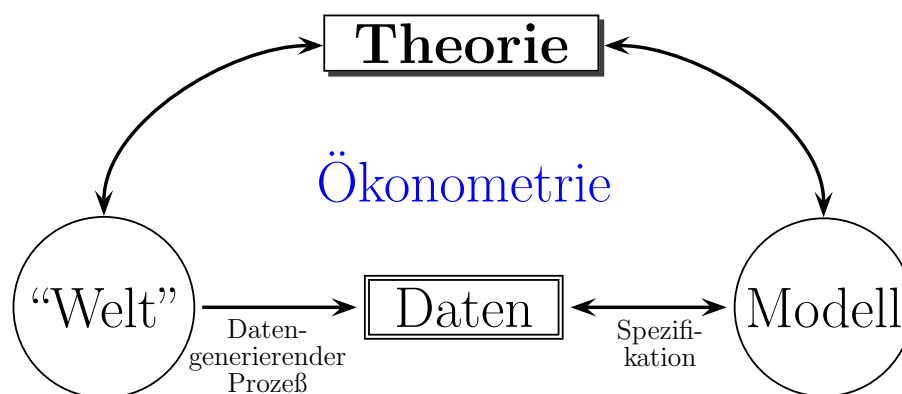 Theorie
Ökonometrie
“Welt”
Daten
Modell
Daten-
generierender
Prozeß
Spezifi-
kation